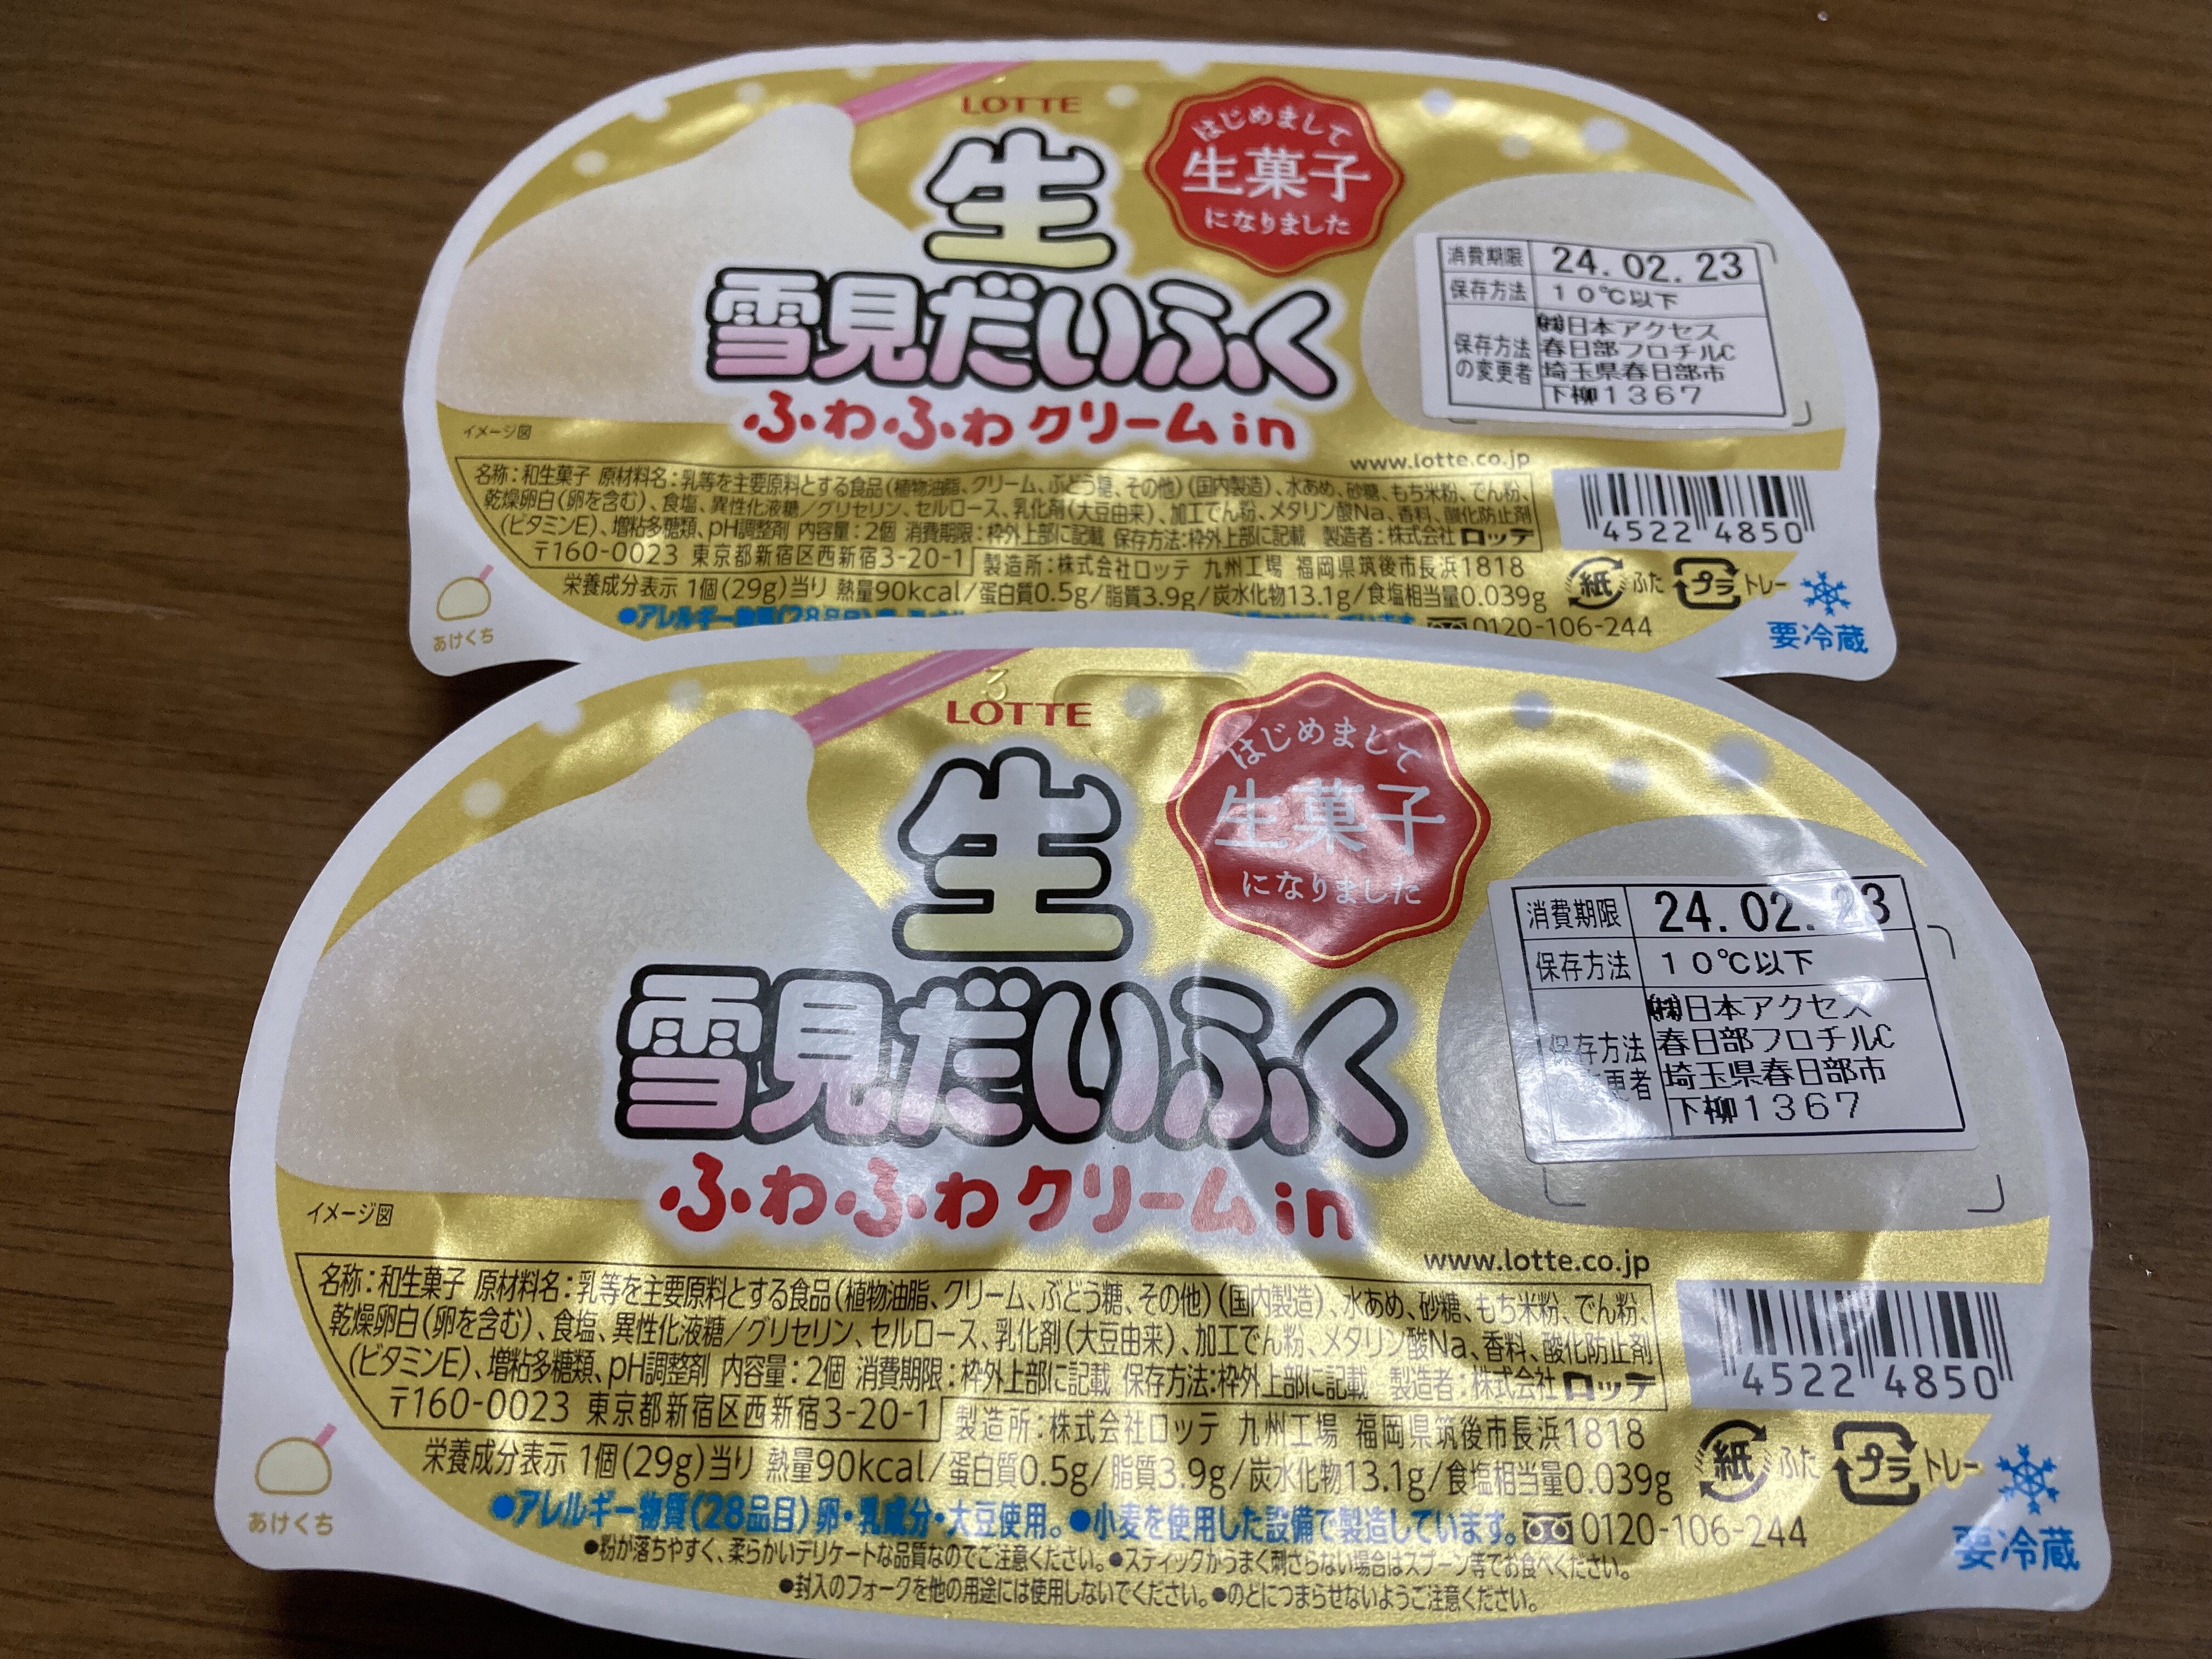 LOTTE
はじめまして
生菓子
になりました
生
雪見だいふく
ふわふわクリームin
イメージ図
消費期限 24.02.23
保存方法 10℃以下
保存方法の変更者
㈱日本アクセス
春日部フロチルC
埼玉県春日部市
下柳1367
www.lotte.co.jp
名称:和生菓子 原材料名:乳等を主要原料とする食品(植物油脂、クリーム、ぶどう糖、その他)(国内製造)、水あめ、砂糖、もち米粉、でん粉、
乾燥卵白(卵を含む)、食塩、異性化液糖/グリセリン、セルロース、乳化剤(大豆由来)、加工でん粉、メタリン酸Na、香料、酸化防止剤
(ビタミンE)、増粘多糖類、pH調整剤 内容量:2個 消費期限:枠外上部に記載 保存方法:枠外上部に記載 製造者:株式会社ロッテ
〒160-0023 東京都新宿区西新宿3-20-1 製造所:株式会社ロッテ 九州工場 福岡県筑後市長浜1818
栄養成分表示 1個(29g)当り 熱量90kcal/蛋白質0.5g/脂質3.9g/炭水化物13.1g/食塩相当量0.039g
4522 4850
紙 ふた プラ トレー
あけくち
●アレルギー物質(28品目)
0120-106-244
要冷蔵
3
LOTTE
はじめまして
生菓子
になりました
生
雪見だいふく
ふわふわクリームin
イメージ図
消費期限 24.02.23
保存方法 10℃以下
保存方法
更者
㈱日本アクセス
春日部フロチルC
埼玉県春日部市
下柳1367
www.lotte.co.jp
名称:和生菓子 原材料名:乳等を主要原料とする食品(植物油脂、クリーム、ぶどう糖、その他)(国内製造)、水あめ、砂糖、もち米粉、でん粉、
乾燥卵白(卵を含む)、食塩、異性化液糖/グリセリン、セルロース、乳化剤(大豆由来)、加工でん粉、メタリン酸Na、香料、酸化防止剤
(ビタミンE)、増粘多糖類、pH調整剤 内容量:2個 消費期限:枠外上部に記載 保存方法:枠外上部に記載 製造者:株式会社ロッテ
〒160-0023 東京都新宿区西新宿3-20-1 製造所:株式会社ロッテ 九州工場 福岡県筑後市長浜1818
栄養成分表示 1個(29g)当り 熱量90kcal/蛋白質0.5g/脂質3.9g/炭水化物13.1g/食塩相当量0.039g
4522 4850
紙 ふた プラ トレー
あけくち
●アレルギー物質(28品目)卵・乳成分・大豆使用。●小麦を使用した設備で製造しています。 0120-106-244
要冷蔵
●粉が落ちやすく、柔らかいデリケートな品質なのでご注意ください。●スティックがうまく刺さらない場合はスプーン等でお食べください。
●封入のフォークを他の用途には使用しないでください。●のどにつまらせないようご注意ください。